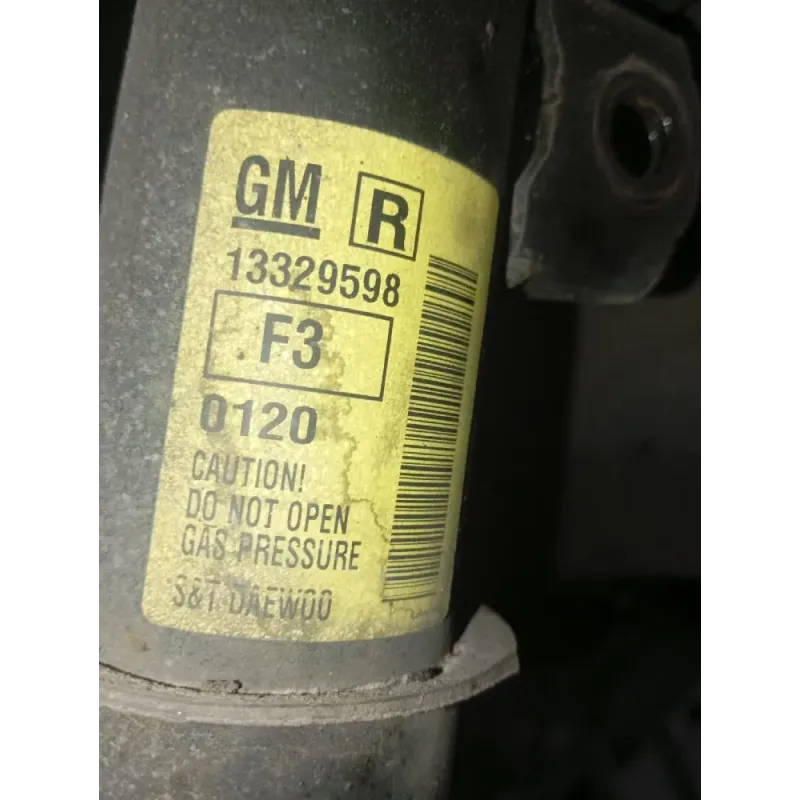 GM R
13329598
F3
0120
CAUTION!
DO NOT OPEN
GAS PRESSURE
S&T DAEWOO